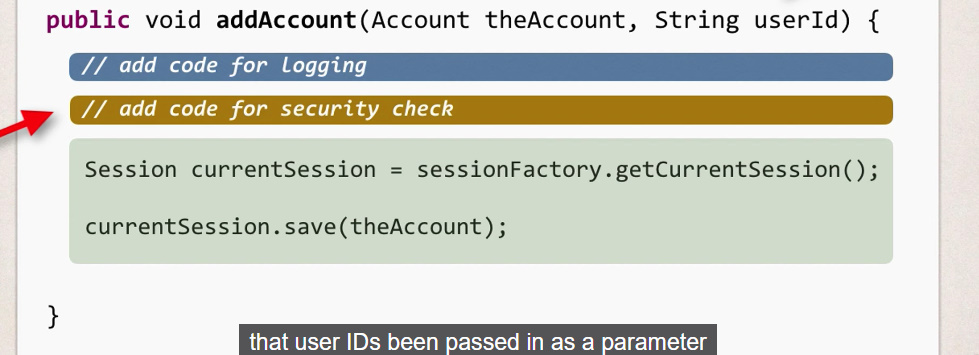 public void addAccount(Account theAccount, String userId) {
// add code for logging
// add code for security check
Session currentSession = sessionFactory.getCurrentSession();
currentSession.save(theAccount);
}
that user IDs been passed in as a parameter